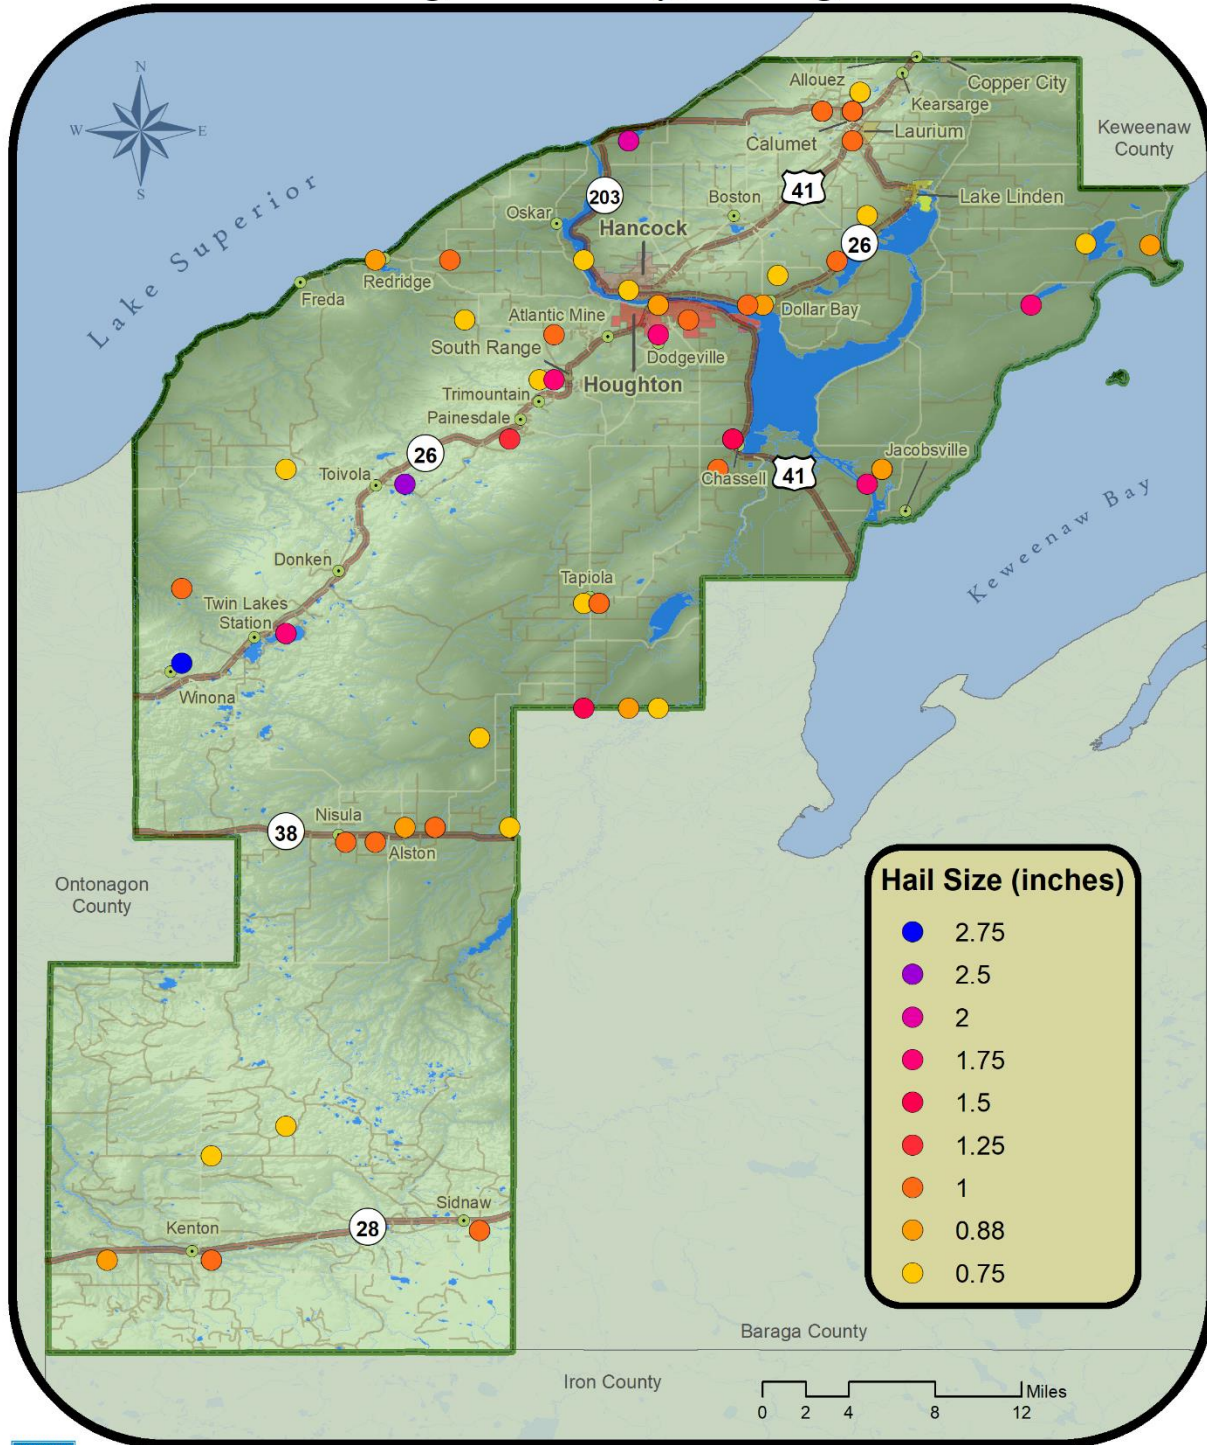 N
W
E
S
Lake Superior
Allouez
Copper City
Kearsarge
Laurium
Calumet
Keweenaw
County
41
203
Boston
Lake Linden
Oskar
Hancock
26
Redridge
Freda
Atlantic Mine
Dollar Bay
South Range
Dodgeville
Houghton
Trimountain
Painesdale
26
Toivola
Chassell
41
Jacobsville
Keweenaw Bay
Donken
Tapiola
Twin Lakes
Station
Winona
38
Nisula
Alston
Ontonagon
County
Hail Size (inches)
2.75
2.5
2
1.75
1.5
1.25
1
0.88
0.75
Sidnaw
Kenton
28
Baraga County
Iron County
Miles
0 2 4 8 12